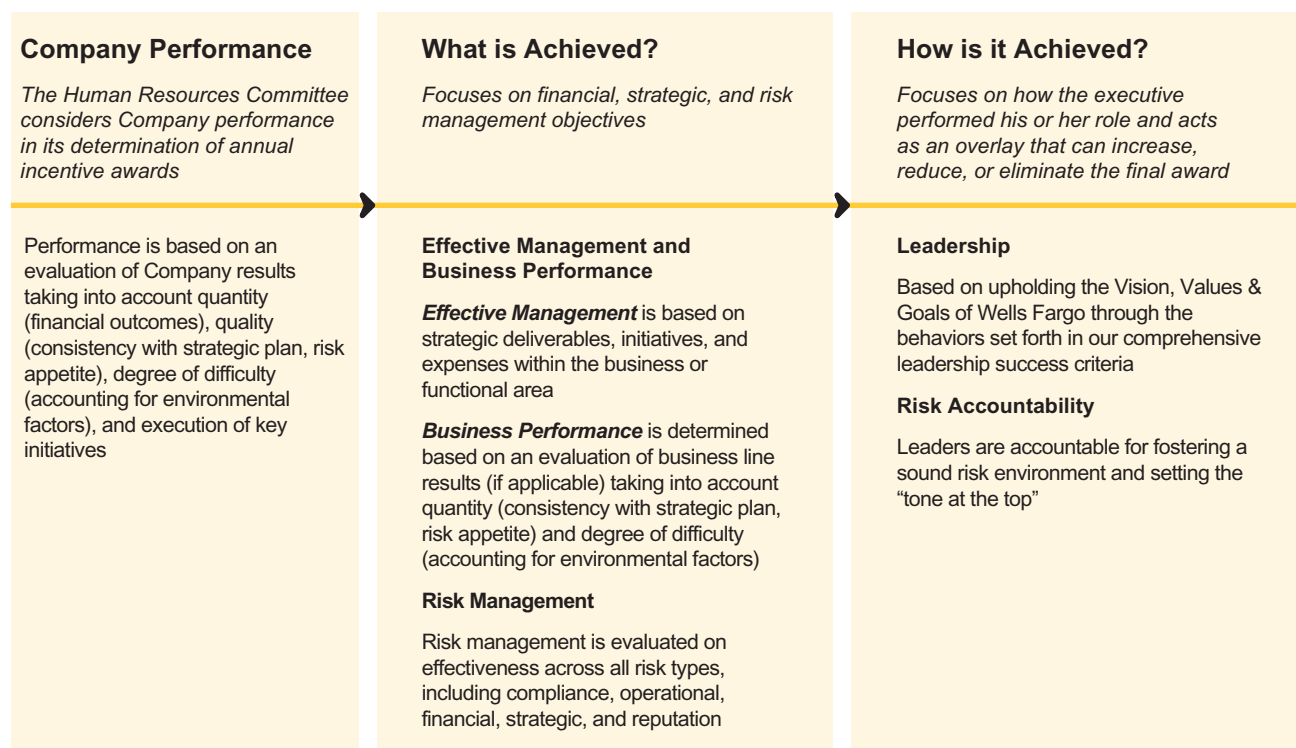 Company Performance
The Human Resources Committee
considers Company performance
in its determination of annual
incentive awards
Performance is based on an
evaluation of Company results
taking into account quantity
(financial outcomes), quality
(consistency with strategic plan, risk
appetite), degree of difficulty
(accounting for environmental
factors), and execution of key
initiatives
What is Achieved?
Focuses on financial, strategic, and risk
management objectives
Effective Management and
Business Performance
Effective Management is based on
strategic deliverables, initiatives, and
expenses within the business or
functional area
Business Performance is determined
based on an evaluation of business line
results (if applicable) taking into account
quantity (consistency with strategic plan,
risk appetite) and degree of difficulty
(accounting for environmental factors)
Risk Management
Risk management is evaluated on
effectiveness across all risk types,
including compliance, operational,
financial, strategic, and reputation
How is it Achieved?
Focuses on how the executive
performed his or her role and acts
as an overlay that can increase,
reduce, or eliminate the final award
Leadership
Based on upholding the Vision, Values &
Goals of Wells Fargo through the
behaviors set forth in our comprehensive
leadership success criteria
Risk Accountability
Leaders are accountable for fostering a
sound risk environment and setting the
“tone at the top”